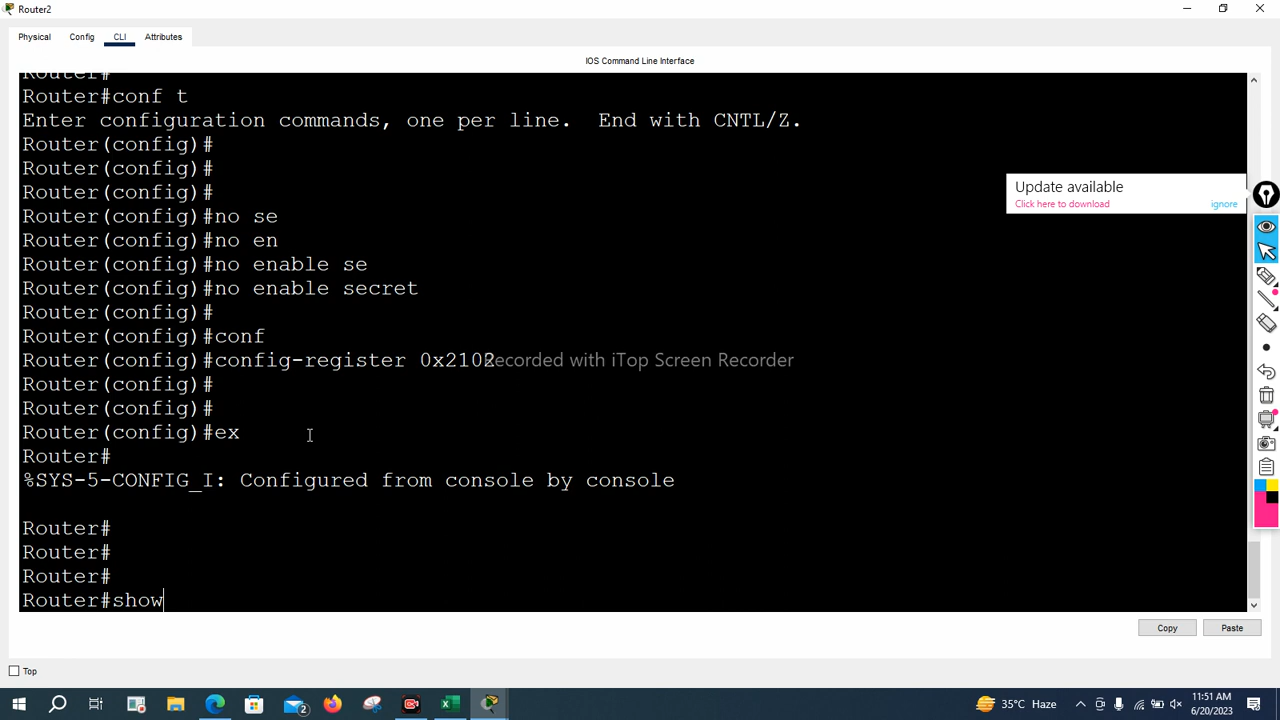 Router2
Physical Config CLI Attributes
IOS Command Line Interface
Router#
Router#conf t
Enter configuration commands, one per line. End with CNTL/Z.
Router(config)#
Router(config)#
Router(config)#
Router(config)#no se
Router(config)#no en
Router(config)#no enable se
Router(config)#no enable secret
Router(config)#
Router(config)#conf
Router(config)#config-register 0x2102
Recorded with iTop Screen Recorder
Router(config)#
Router(config)#
Router(config)#ex
Router#
%SYS-5-CONFIG_I: Configured from console by console
Router#
Router#
Router#
Router#show
Update available
Click here to download ignore
Copy Paste
Top
35°C Haze
11:51 AM
6/20/2023